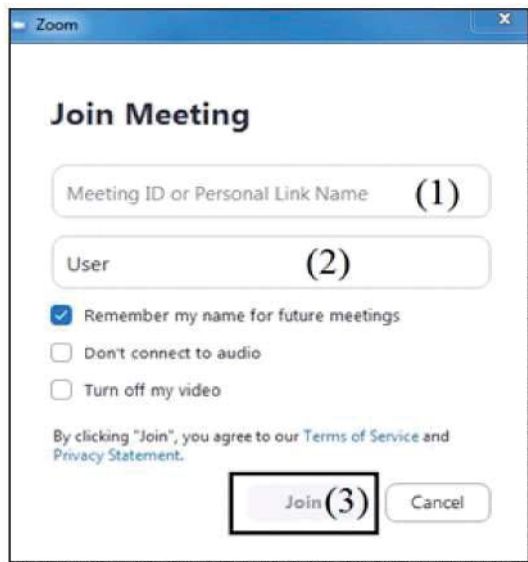 Zoom
Join Meeting
Meeting ID or Personal Link Name (1)
User (2)
Remember my name for future meetings
Don't connect to audio
Turn off my video
By clicking "Join", you agree to our Terms of Service and
Privacy Statement.
Join (3) Cancel